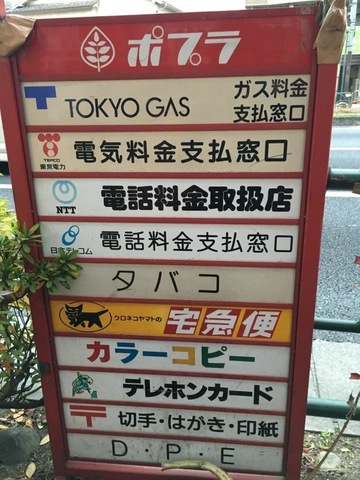 ポプラ
TOKYO GAS
ガス料金
支払窓口
TEPCO
東京電力
電気料金支払窓口
NTT
電話料金取扱店
日本テレコム
電話料金支払窓口
タバコ
クロネコヤマトの
宅急便
カラーコピー
テレホンカード
〒
切手・はがき・印紙
D・P・E